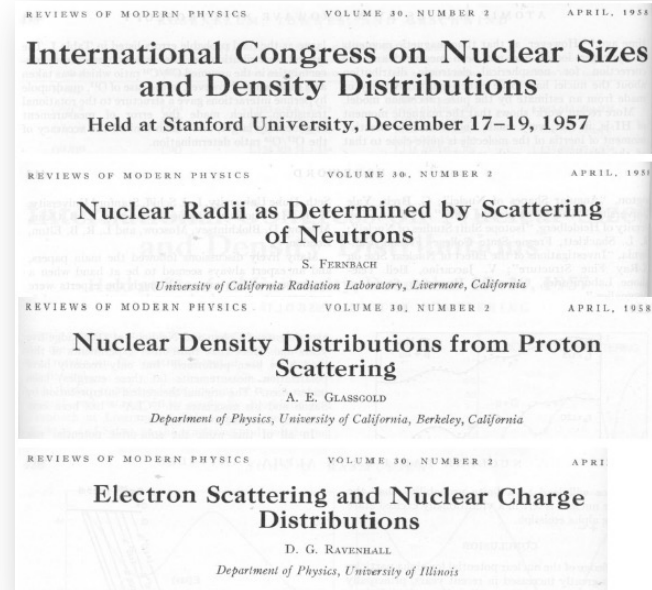 REVIEWS OF MODERN PHYSICS VOLUME 30, NUMBER 2 APRIL, 1958
International Congress on Nuclear Sizes
and Density Distributions
Held at Stanford University, December 17–19, 1957
REVIEWS OF MODERN PHYSICS VOLUME 30, NUMBER 2 APRIL, 195
Nuclear Radii as Determined by Scattering
of Neutrons
S. FERNBACH
University of California Radiation Laboratory, Livermore, California
REVIEWS OF MODERN PHYSICS VOLUME 30, NUMBER 2 APRIL, 1958
Nuclear Density Distributions from Proton
Scattering
A. E. GLASSGOLD
Department of Physics, University of California, Berkeley, California
REVIEWS OF MODERN PHYSICS VOLUME 30, NUMBER 2 APRI
Electron Scattering and Nuclear Charge
Distributions
D. G. RAVENHALL
Department of Physics, University of Illinois